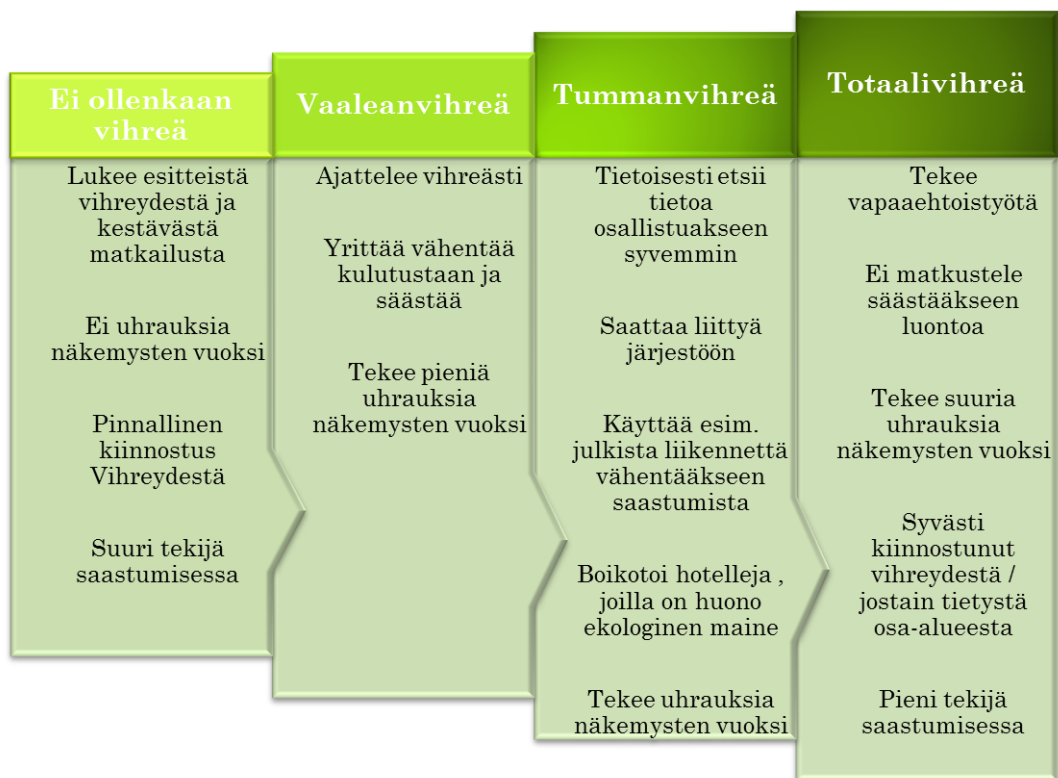 Ei ollenkaan
vihreä
Lukee esitteistä
vihreydestä ja
kestävästä
matkailusta
Ei uhrauksia
näkemysten vuoksi
Pinnallinen
kiinnostus
Vihreydestä
Suuri tekijä
saastumisessa
Vaaleanvihreä
Ajattelee vihreästi
Yrittää vähentää
kulutustaan ja
säästää
Tekee pieniä
uhrauksia
näkemysten vuoksi
Tummanvihreä
Tietoisesti etsii
tietoa
osallistuakseen
syvemmin
Saattaa liittyä
järjestöön
Käyttää esim.
julkista liikennettä
vähentääkseen
saastumista
Boikotoi hotelleja ,
joilla on huono
ekologinen maine
Tekee uhrauksia
näkemysten vuoksi
Totaalivihreä
Tekee
vapaaehtoistyötä
Ei matkustele
säästääkseen
luontoa
Tekee suuria
uhrauksia
näkemysten vuoksi
Syvästi
kiinnostunut
vihreydestä /
jostain tietystä
osa-alueesta
Pieni tekijä
saastumisessa